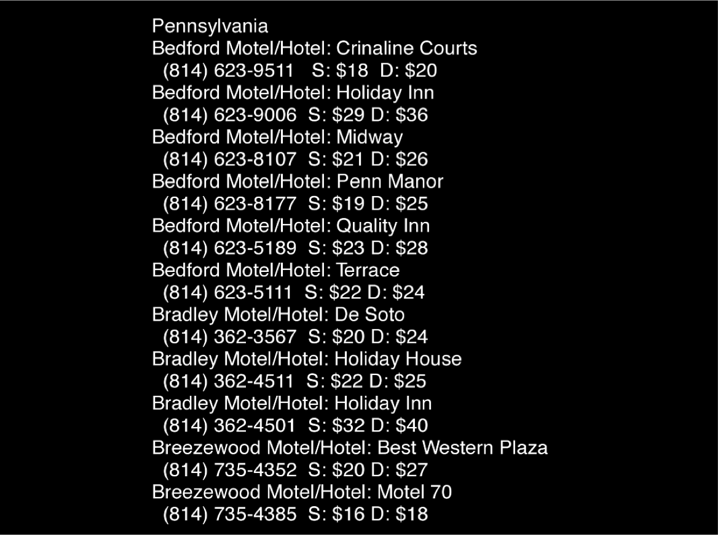 Pennsylvania
Bedford Motel/Hotel: Crinaline Courts
(814) 623-9511 S: $18 D: $20
Bedford Motel/Hotel: Holiday Inn
(814) 623-9006 S: $29 D: $36
Bedford Motel/Hotel: Midway
(814) 623-8107 S: $21 D: $26
Bedford Motel/Hotel: Penn Manor
(814) 623-8177 S: $19 D: $25
Bedford Motel/Hotel: Quality Inn
(814) 623-5189 S: $23 D: $28
Bedford Motel/Hotel: Terrace
(814) 623-5111 S: $22 D: $24
Bradley Motel/Hotel: De Soto
(814) 362-3567 S: $20 D: $24
Bradley Motel/Hotel: Holiday House
(814) 362-4511 S: $22 D: $25
Bradley Motel/Hotel: Holiday Inn
(814) 362-4501 S: $32 D: $40
Breezewood Motel/Hotel: Best Western Plaza
(814) 735-4352 S: $20 D: $27
Breezewood Motel/Hotel: Motel 70
(814) 735-4385 S: $16 D: $18